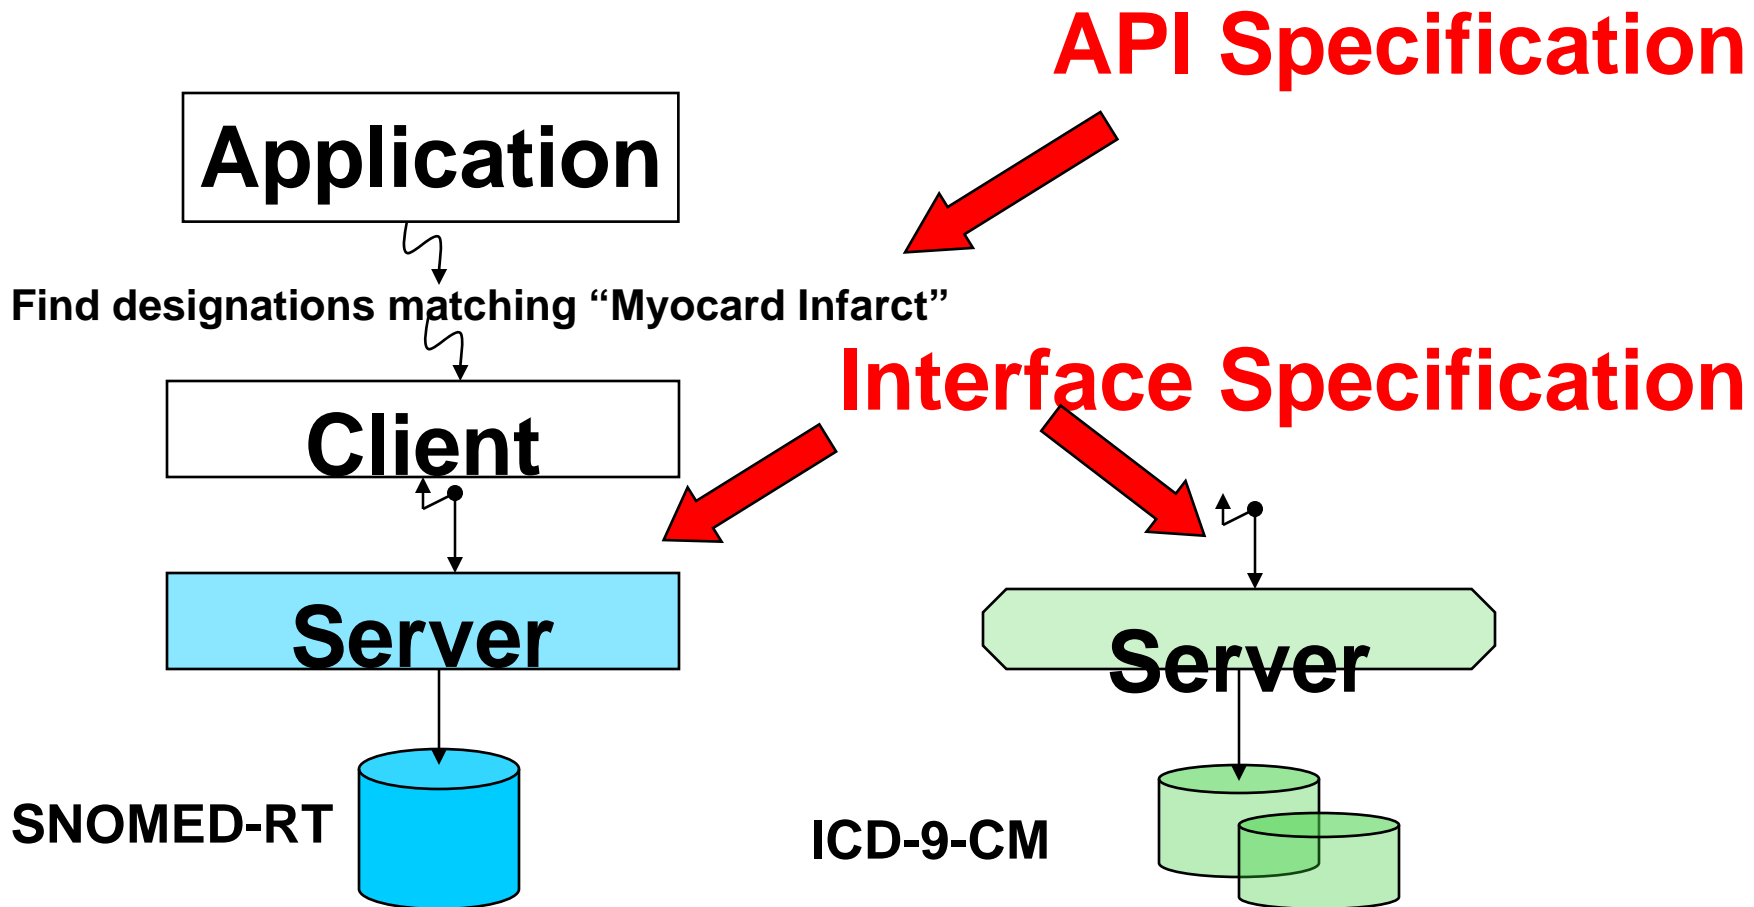 API Specification
Application
Find designations matching “Myocard Infarct”
Interface Specification
Client
Server
Server
SNOMED-RT
ICD-9-CM